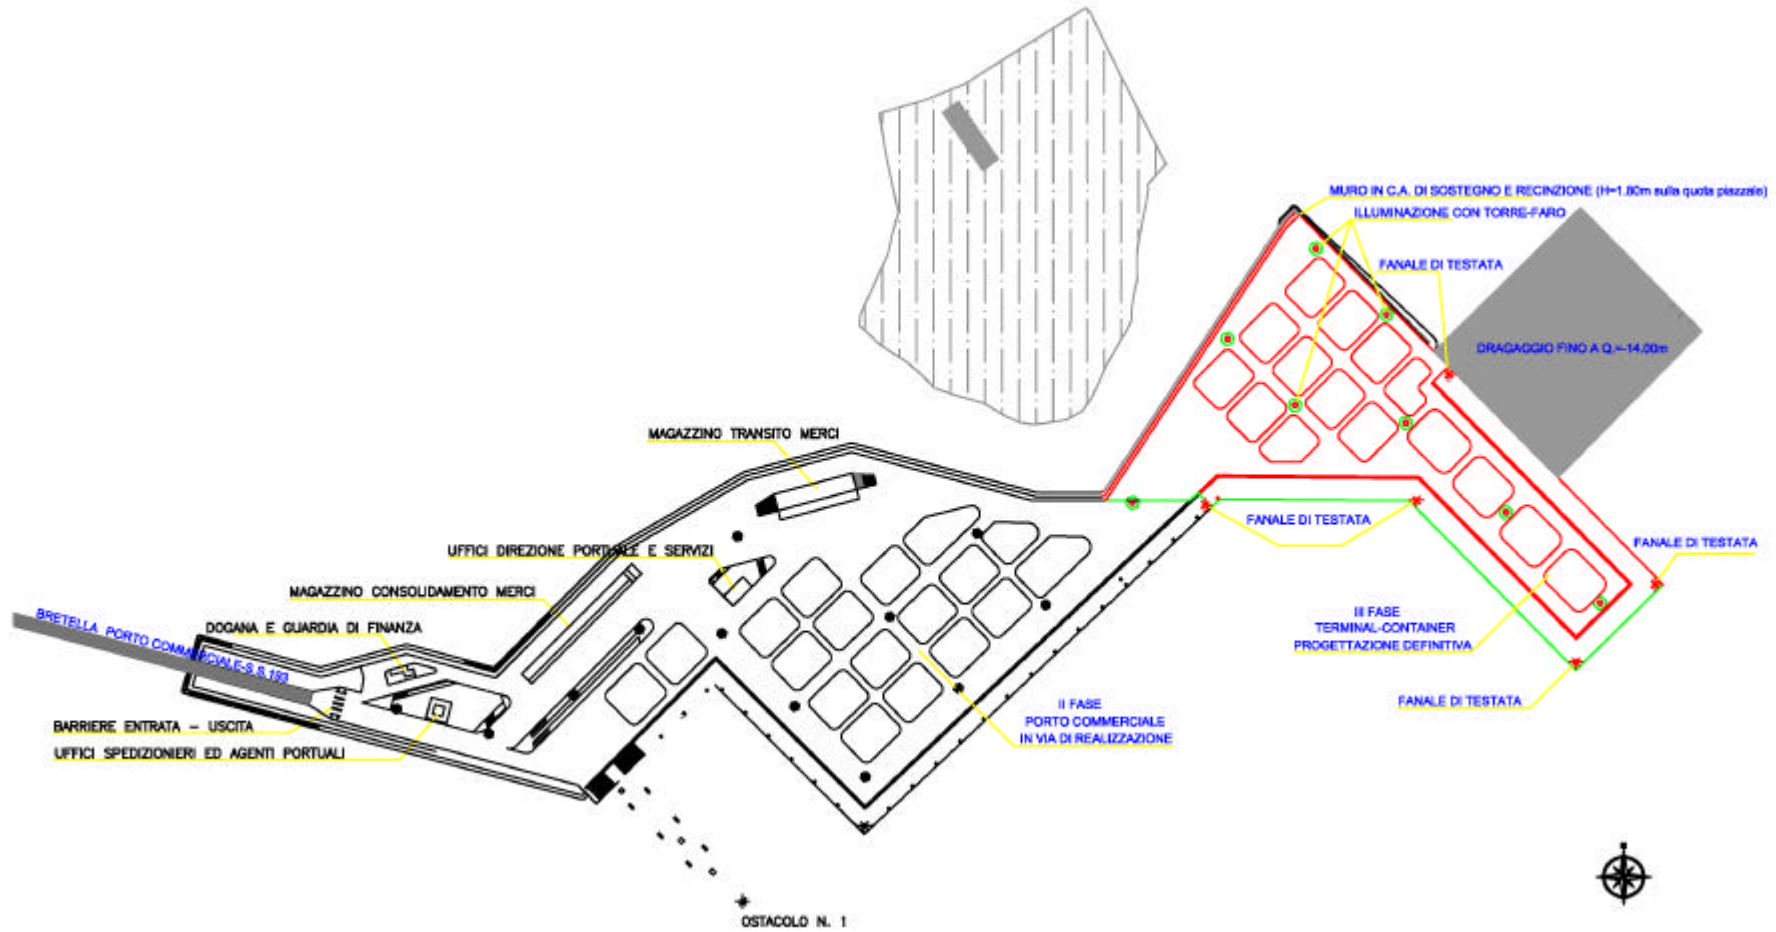 MURO IN C.A. DI SOSTEGNO E RECINZIONE (H=1.80m sulla quota piazzale)
ILLUMINAZIONE CON TORRE-FARO
FANALE DI TESTATA
DRAGAGGIO FINO A Q.=-14.00m
MAGAZZINO TRANSITO MERCI
FANALE DI TESTATA
FANALE DI TESTATA
UFFICI DIREZIONE PORTUALE E SERVIZI
MAGAZZINO CONSOLIDAMENTO MERCI
DOGANA E GUARDIA DI FINANZA
BRETELLA PORTO COMMERCIALE-S.S.193
III FASE
TERMINAL-CONTAINER
PROGETTAZIONE DEFINITIVA
FANALE DI TESTATA
II FASE
PORTO COMMERCIALE
IN VIA DI REALIZZAZIONE
BARRIERE ENTRATA - USCITA
UFFICI SPEDIZIONIERI ED AGENTI PORTUALI
OSTACOLO N. 1